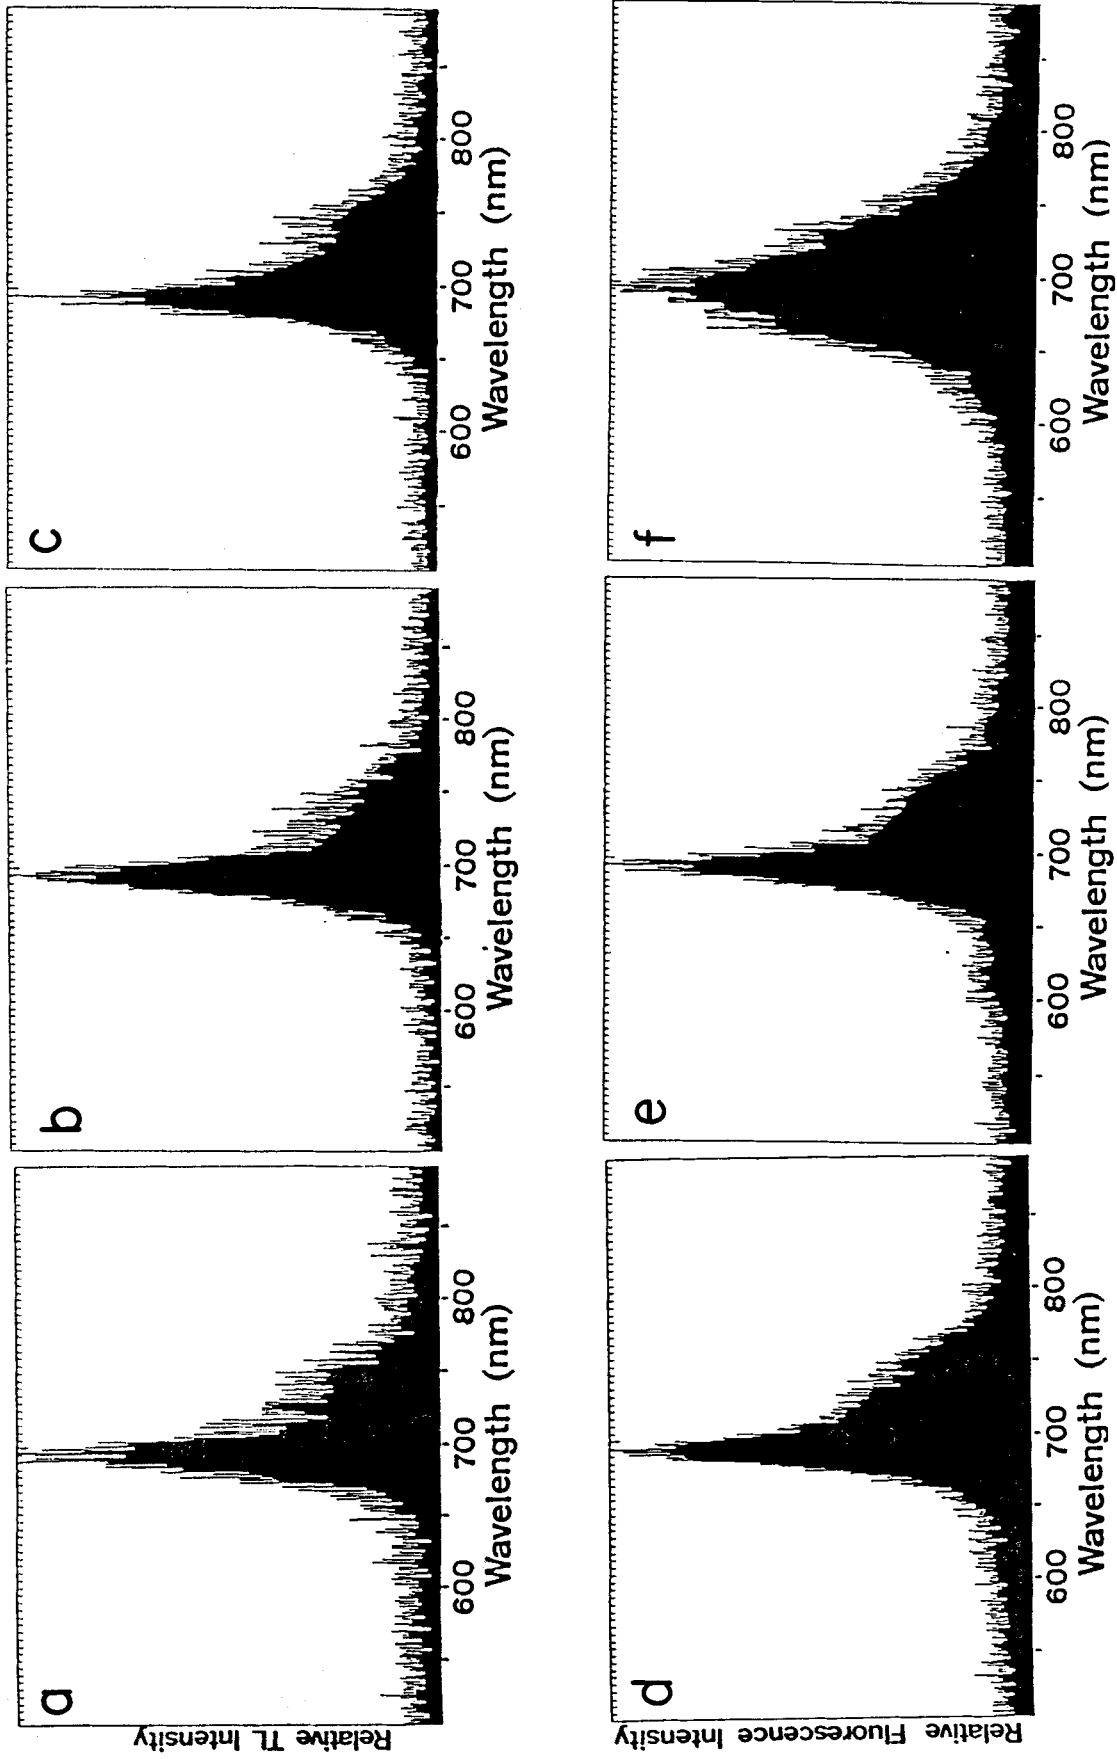 a
Relative TL Intensity
600 700 800
Wavelength (nm)
b
600 700 800
Wavelength (nm)
c
600 700 800
Wavelength (nm)
d
Relative Fluorescence Intensity
600 700 800
Wavelength (nm)
e
600 700 800
Wavelength (nm)
f
600 700 800
Wavelength (nm)